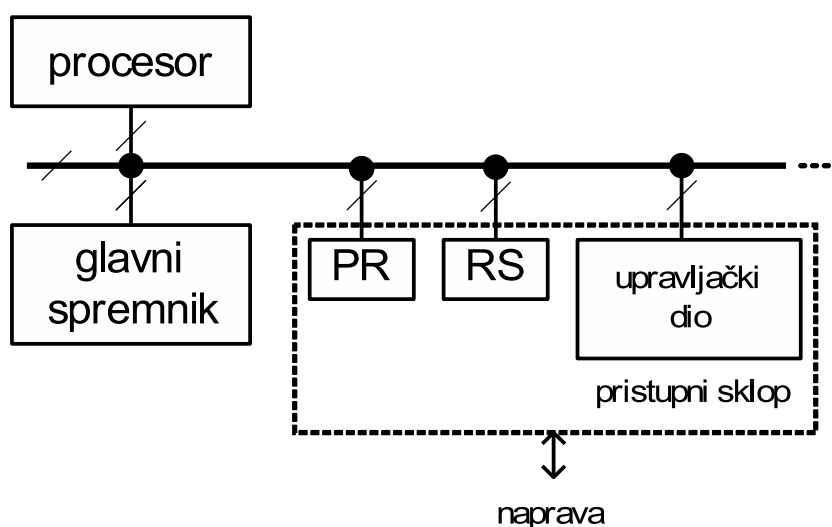 procesor
glavni
spremnik
PR
RS
upravljački
dio
pristupni sklop
naprava